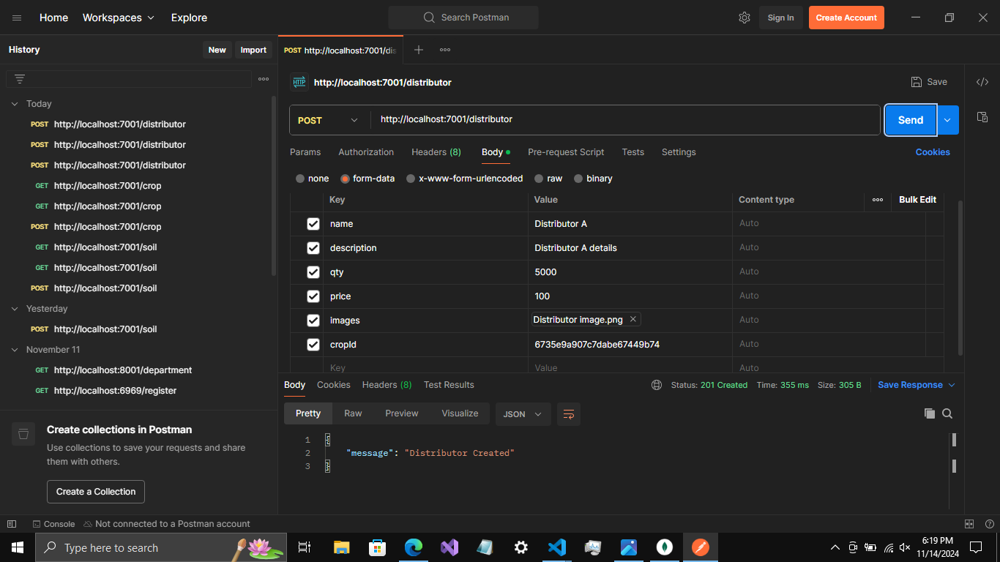 Home Workspaces Explore Search Postman Sign In Create Account
History New Import
POST http://localhost:7001/dis
HTTP http://localhost:7001/distributor Save
Today
POST http://localhost:7001/distributor
POST http://localhost:7001/distributor
POST http://localhost:7001/distributor
GET http://localhost:7001/crop
GET http://localhost:7001/crop
POST http://localhost:7001/crop
GET http://localhost:7001/soil
GET http://localhost:7001/soil
POST http://localhost:7001/soil
Yesterday
POST http://localhost:7001/soil
November 11
GET http://localhost:8001/department
GET http://localhost:6969/register
Create collections in Postman
Use collections to save your requests and share
them with others.
Create a Collection
POST http://localhost:7001/distributor Send
Params Authorization Headers (8) Body Pre-request Script Tests Settings Cookies
none form-data x-www-form-urlencoded raw binary
Key Value Content type Bulk Edit
name Distributor A Auto
description Distributor A details Auto
qty 5000 Auto
price 100 Auto
images Distributor image.png Auto
cropId 6735e9a907c7dabe67449b74 Auto
Key Value Auto
Body Cookies Headers (8) Test Results Status: 201 Created Time: 355 ms Size: 305 B Save Response
Pretty Raw Preview Visualize JSON
1 {
2 "message": "Distributor Created"
3 }
Console Not connected to a Postman account
Type here to search
6:19 PM
11/14/2024